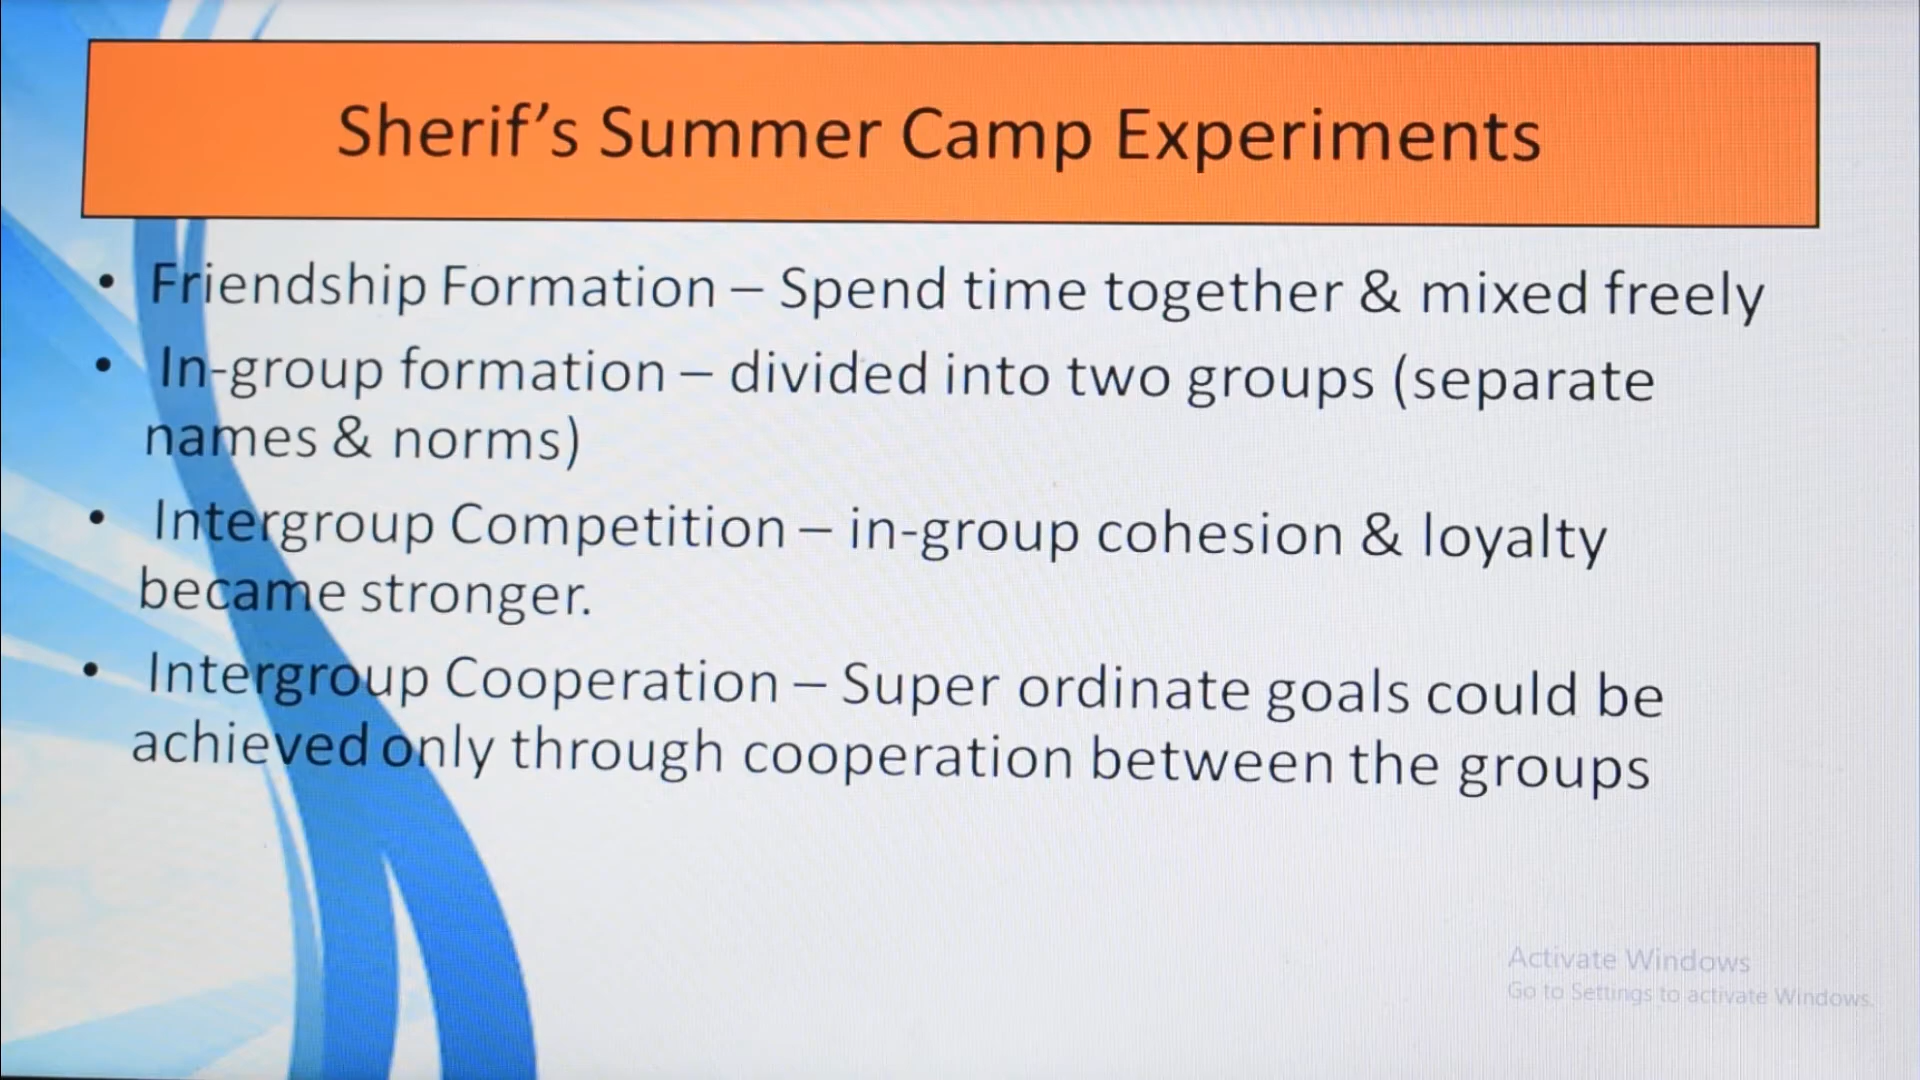 Sherif’s Summer Camp Experiments
• Friendship Formation – Spend time together & mixed freely
• In-group formation – divided into two groups (separate
names & norms)
• Intergroup Competition – in-group cohesion & loyalty
became stronger.
• Intergroup Cooperation – Super ordinate goals could be
achieved only through cooperation between the groups
Activate Windows
Go to Settings to activate Windows.